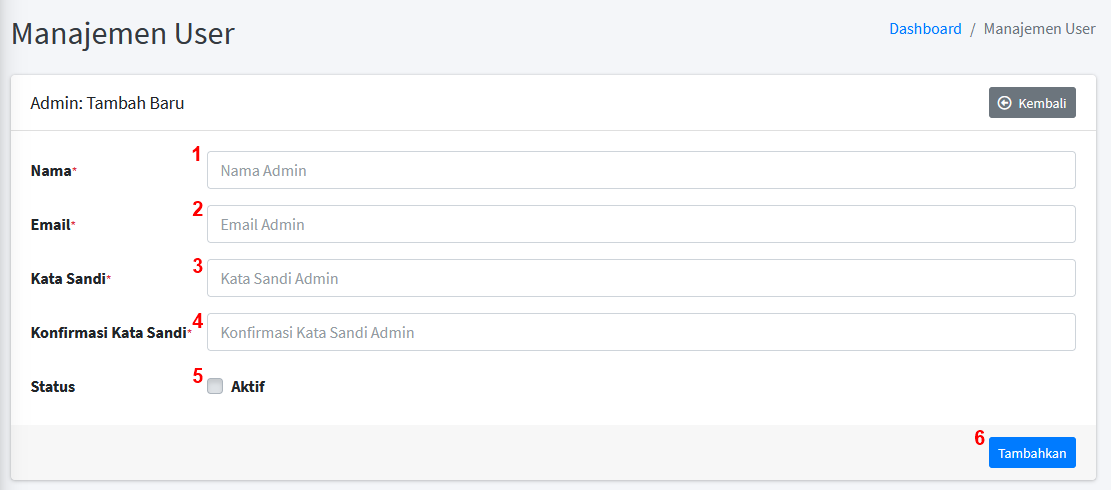 Manajemen User
Dashboard / Manajemen User
Admin: Tambah Baru
Kembali
1
Nama* Nama Admin
2
Email* Email Admin
3
Kata Sandi* Kata Sandi Admin
4
Konfirmasi Kata Sandi* Konfirmasi Kata Sandi Admin
5
Status Aktif
6
Tambahkan